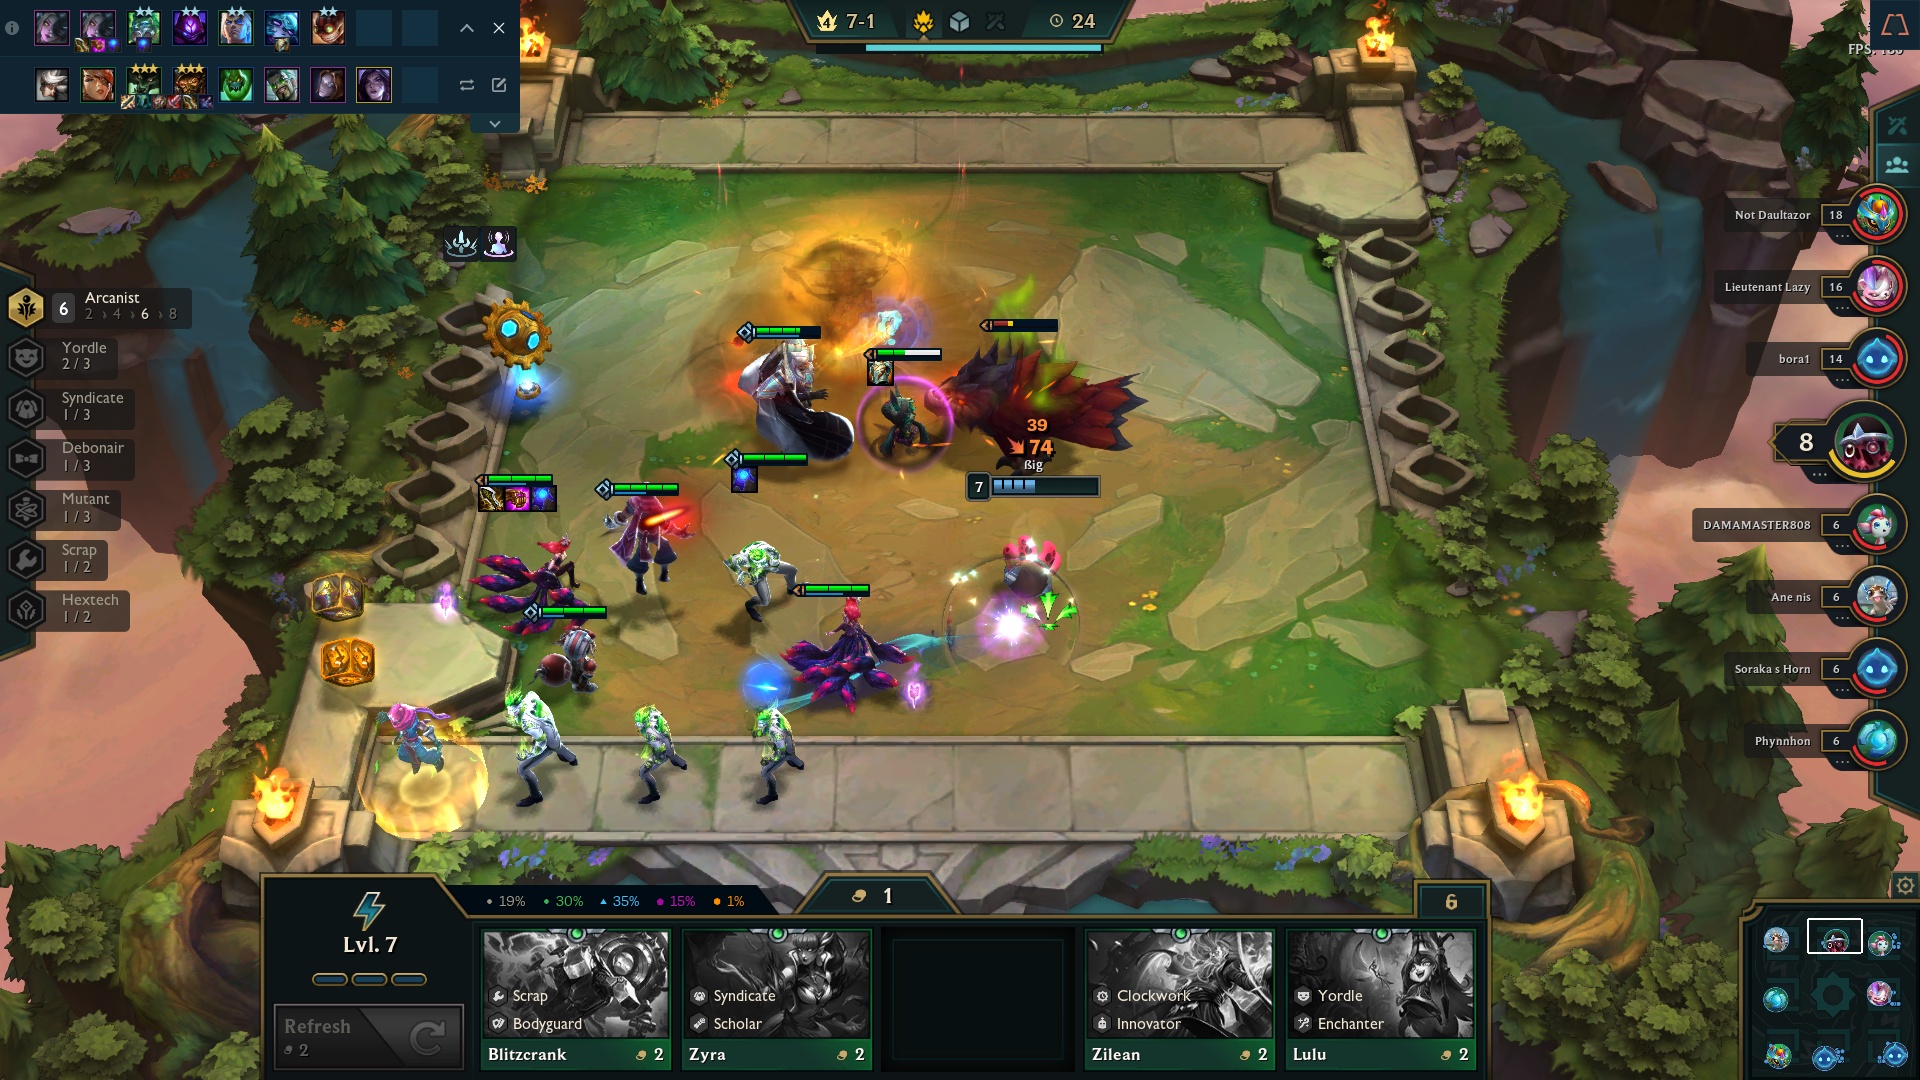 4
7-1
24
FPS:
6
Arcanist
2 › 4 › 6 › 8
Yordle
2 / 3
Syndicate
1 / 3
Debonair
1 / 3
Mutant
1 / 3
Scrap
1 / 2
Hextech
1 / 2
39
74
ßig
7
Not Daultazor
18
Lieutenant Lazy
16
bora1
14
8
DAMAMASTER808
6
Ane nis
6
Soraka s Horn
6
Phynnhon
6
19%
30%
35%
15%
1%
1
6
Lvl. 7
Refresh
2
Scrap
Bodyguard
Blitzcrank
2
Syndicate
Scholar
Zyra
2
Clockwork
Innovator
Zilean
2
Yordle
Enchanter
Lulu
2